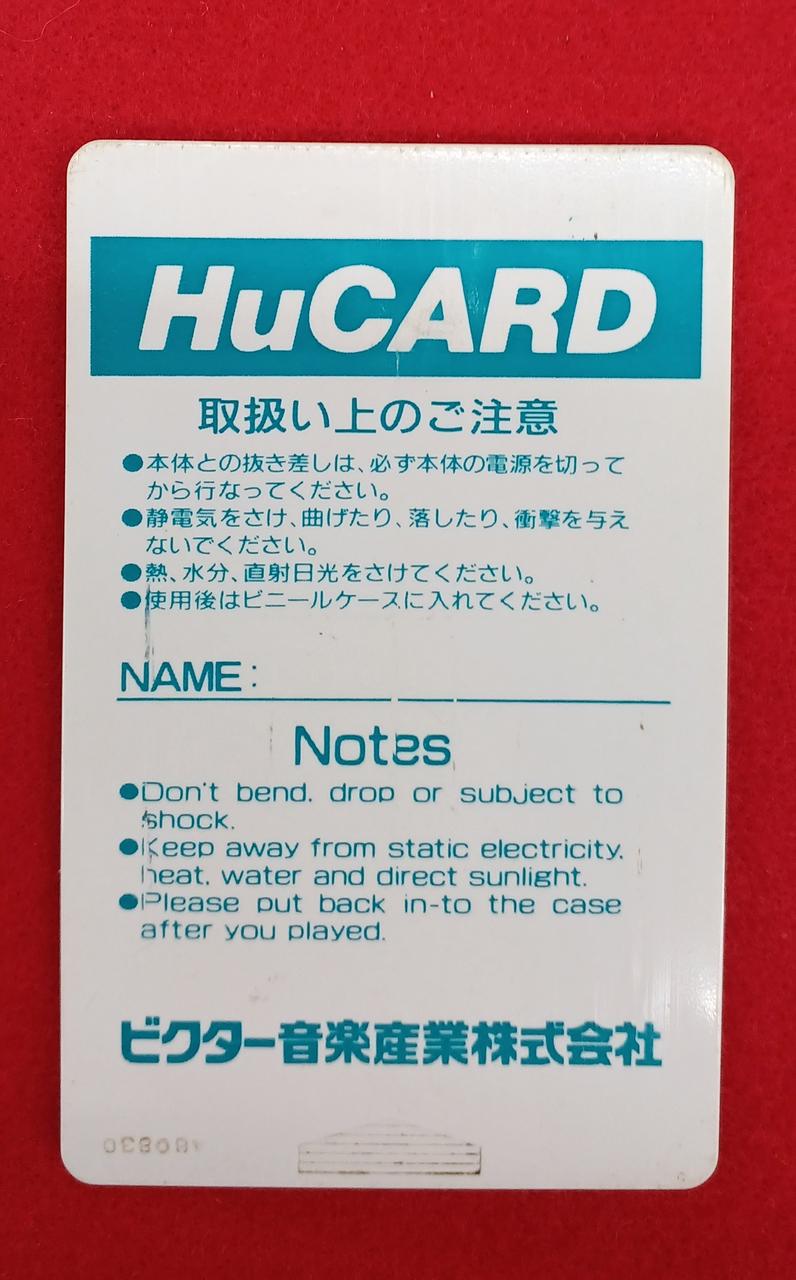 HuCARD
取扱い上のご注意
●本体との抜き差しは、必ず本体の電源を切って
から行なってください。
●静電気をさけ、曲げたり、落したり、衝撃を与え
ないでください。
●熱、水分、直射日光をさけてください。
●使用後はビニールケースに入れてください。
NAME:
Notes
●Don't bend. drop or subject to
shock.
●Keep away from static electricity.
heat. water and direct sunlight.
●Please put back in-to the case
after you played.
ビクター音楽産業株式会社